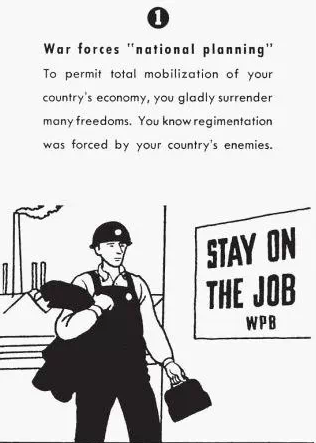 1
War forces "national planning"
To permit total mobilization of your
country's economy, you gladly surrender
many freedoms. You know regimentation
was forced by your country's enemies.
STAY ON
THE JOB
WPB